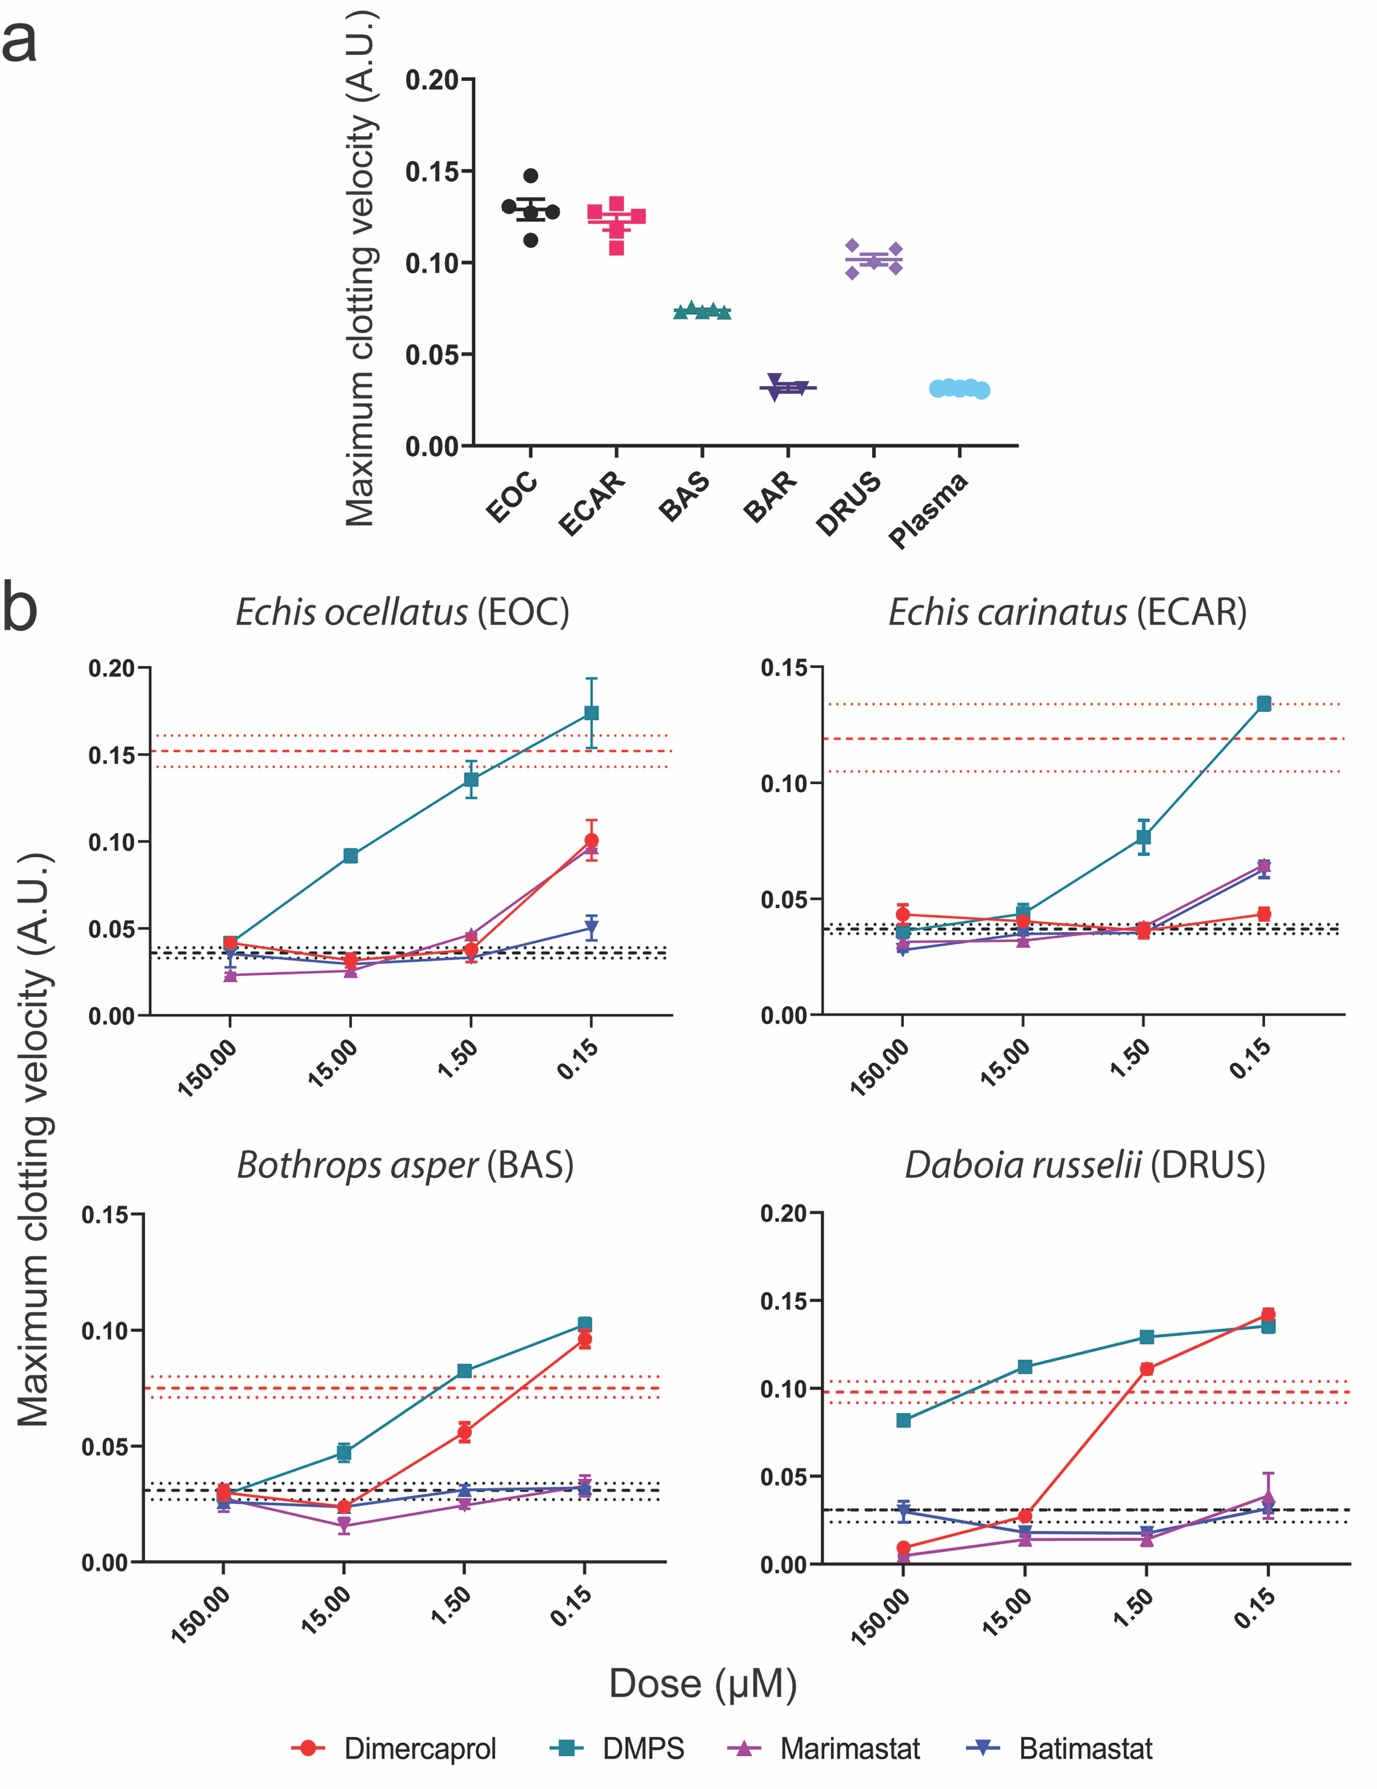 a
Maximum clotting velocity (A.U.)
0.20
0.15
0.10
0.05
0.00
EOC
ECAR
BAS
BAR
DRUS
Plasma
b
Maximum clotting velocity (A.U.)
Echis ocellatus (EOC)
0.20
0.15
0.10
0.05
0.00
150.00
15.00
1.50
0.15
Echis carinatus (ECAR)
0.15
0.10
0.05
0.00
150.00
15.00
1.50
0.15
Bothrops asper (BAS)
0.15
0.10
0.05
0.00
150.00
15.00
1.50
0.15
Daboia russelii (DRUS)
0.20
0.15
0.10
0.05
0.00
150.00
15.00
1.50
0.15
Dose (µM)
Dimercaprol
DMPS
Marimastat
Batimastat